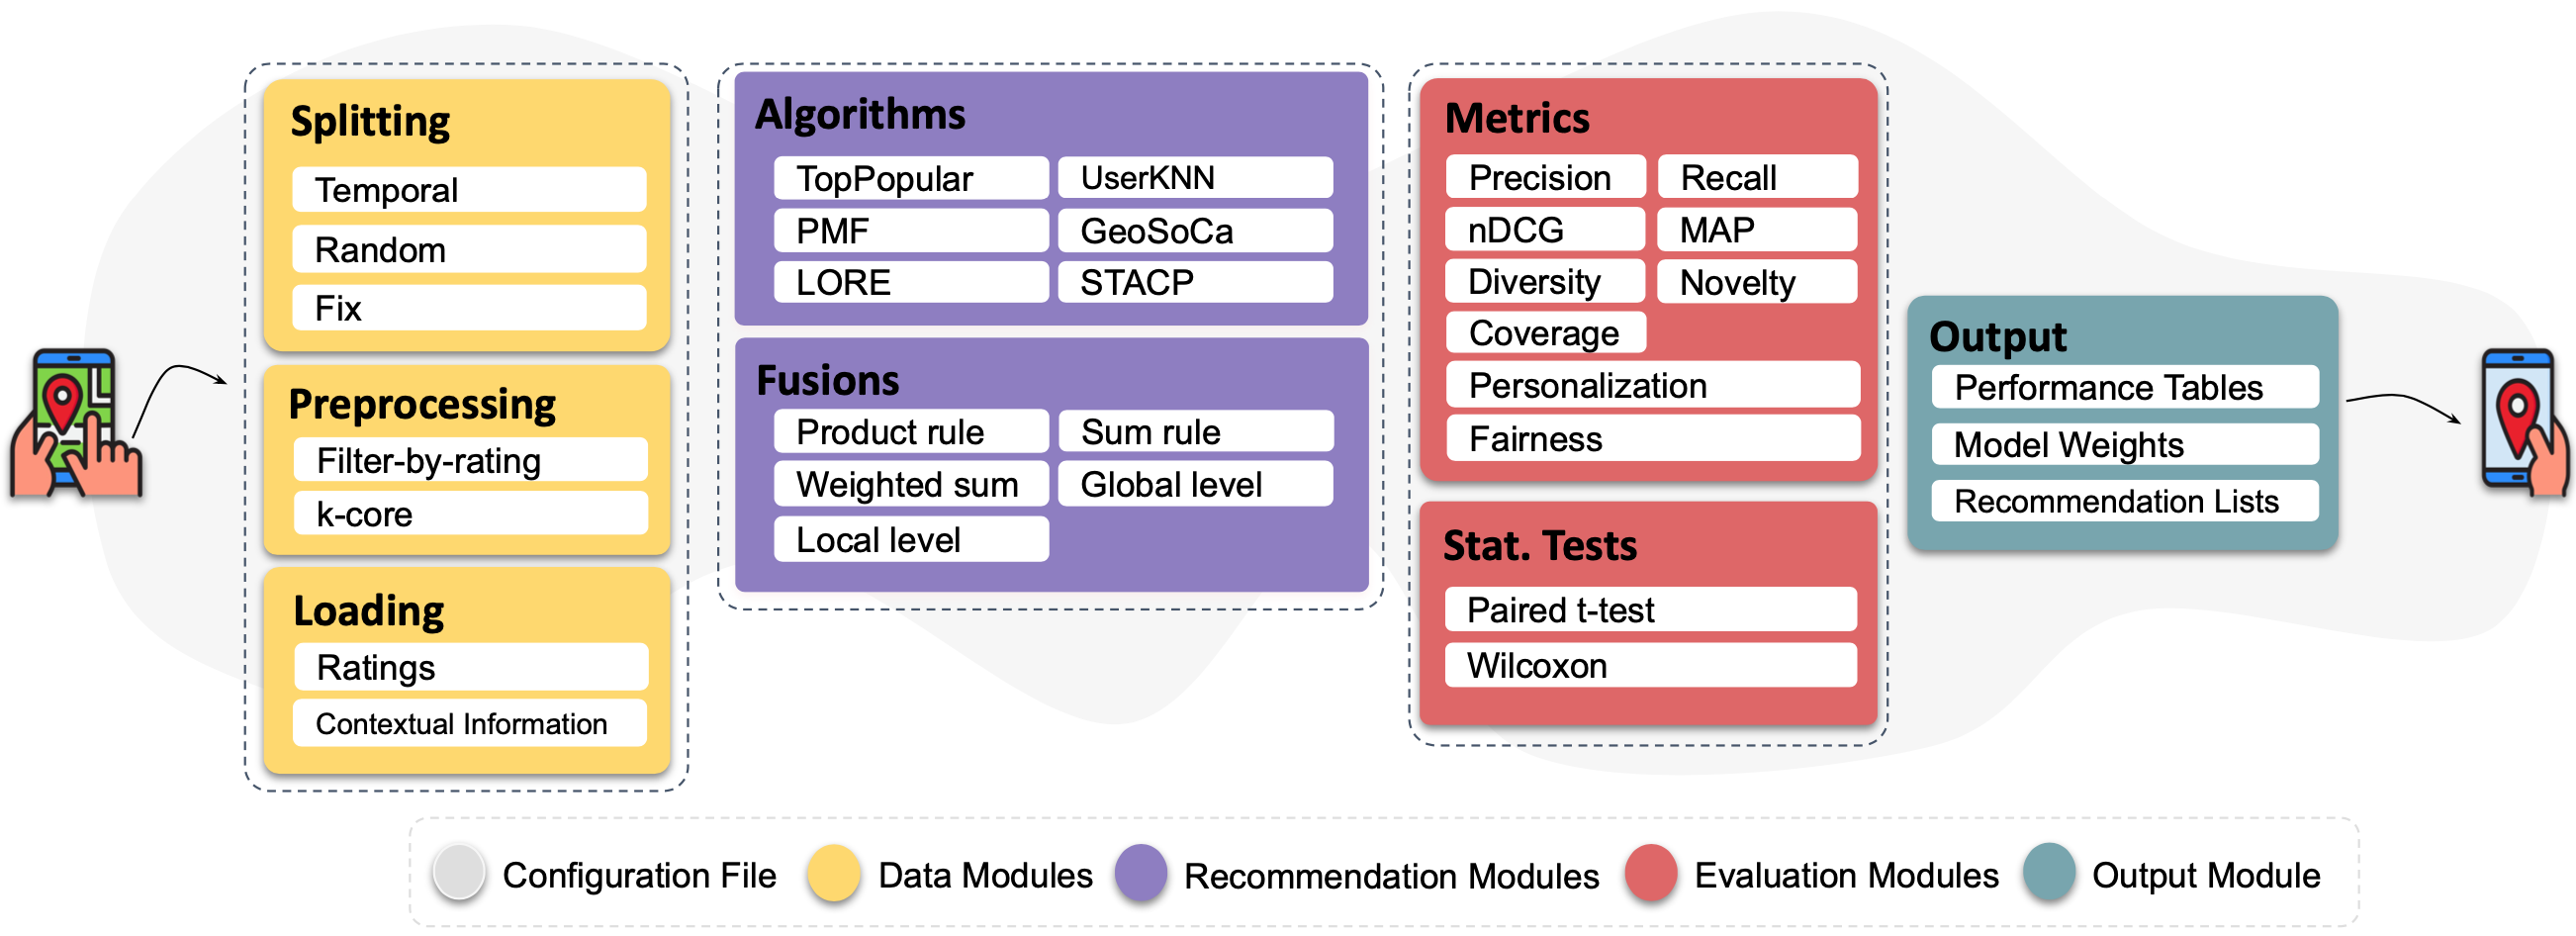 Splitting
Temporal
Random
Fix
Preprocessing
Filter-by-rating
k-core
Loading
Ratings
Contextual Information
Algorithms
TopPopular
UserKNN
PMF
GeoSoCa
LORE
STACP
Fusions
Product rule
Sum rule
Weighted sum
Global level
Local level
Metrics
Precision
Recall
nDCG
MAP
Diversity
Novelty
Coverage
Personalization
Fairness
Stat. Tests
Paired t-test
Wilcoxon
Output
Performance Tables
Model Weights
Recommendation Lists
Configuration File
Data Modules
Recommendation Modules
Evaluation Modules
Output Module